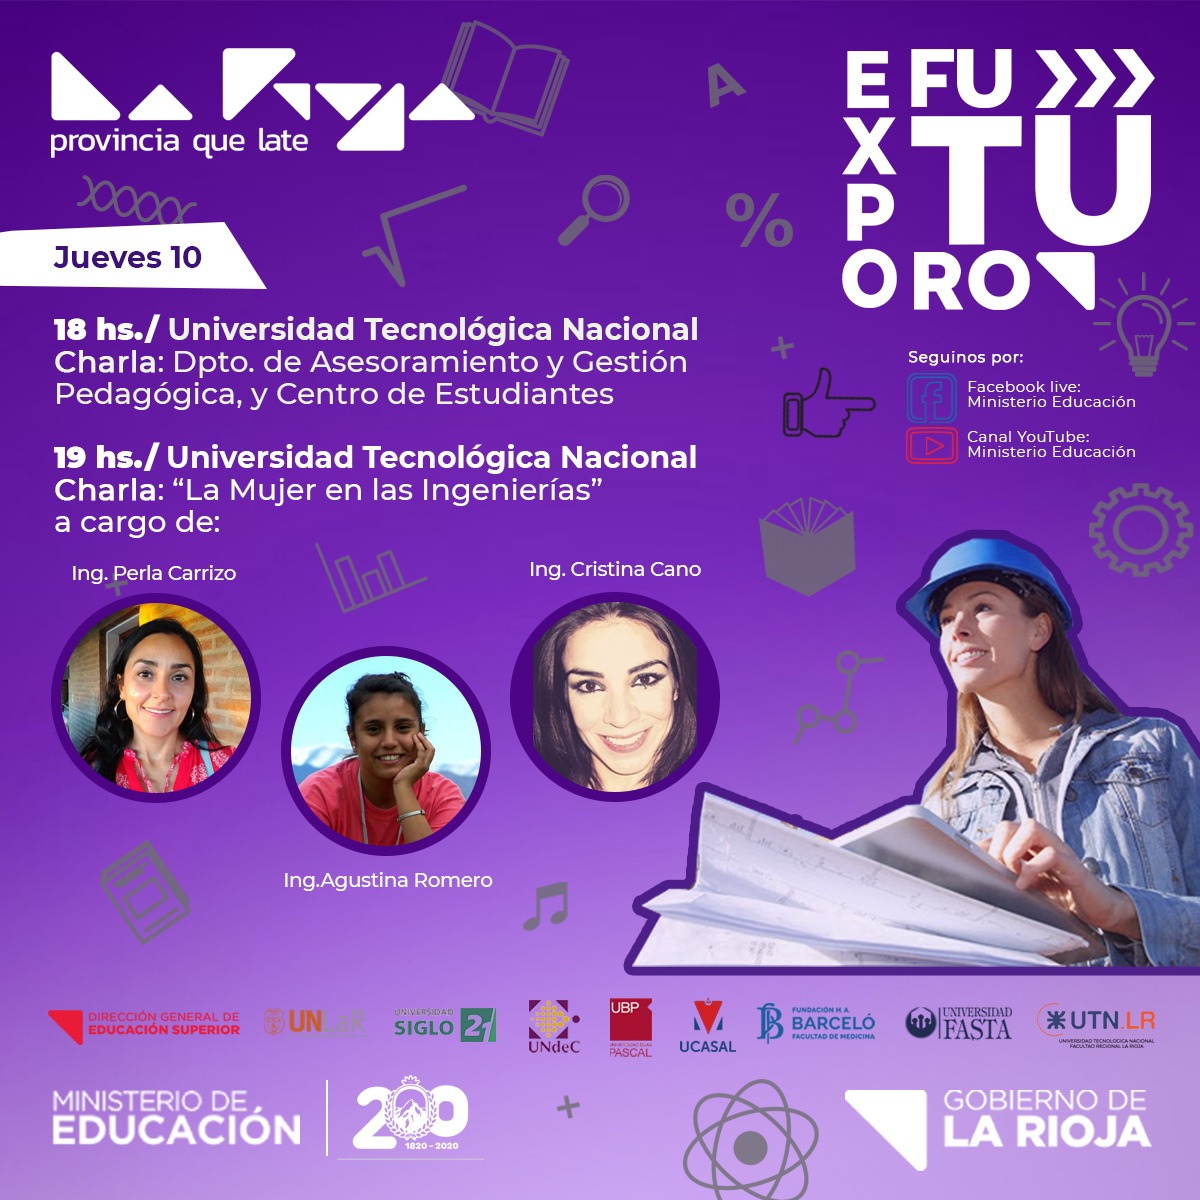 La Rioja
provincia que late
EXPO FUTURO
TU
Jueves 10
18 hs./ Universidad Tecnológica Nacional
Charla: Dpto. de Asesoramiento y Gestión
Pedagógica, y Centro de Estudiantes
19 hs./ Universidad Tecnológica Nacional
Charla: “La Mujer en las Ingenierías”
a cargo de:
Seguinos por:
Facebook live:
Ministerio Educación
Canal YouTube:
Ministerio Educación
A
%
Ing. Perla Carrizo
Ing. Cristina Cano
Ing.Agustina Romero
DIRECCIÓN GENERAL DE
EDUCACIÓN SUPERIOR
UNLaR
UNIVERSIDAD
SIGLO 21
UNdeC
UBP
UNIVERSIDAD BLAS
PASCAL
UCASAL
FUNDACIÓN H.A.
BARCELÓ
FACULTAD DE MEDICINA
UNIVERSIDAD
FASTA
UTN.LR
UNIVERSIDAD TECNOLOGICA NACIONAL
FACULTAD REGIONAL LA RIOJA
MINISTERIO DE
EDUCACIÓN
200
1820 - 2020
GOBIERNO DE
LA RIOJA